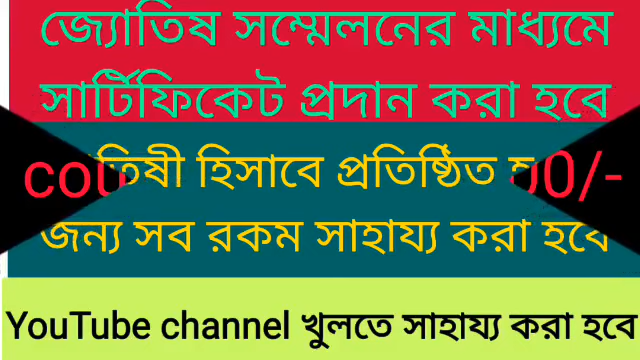 জ্যোতিষ সম্মেলনের মাধ্যমে
সার্টিফিকেট প্রদান করা হবে
হিসাবে প্রতিষ্ঠিত
জন্য সব রকম সাহায্য করা হবে
YouTube channel খুলতে সাহায্য করা হবে